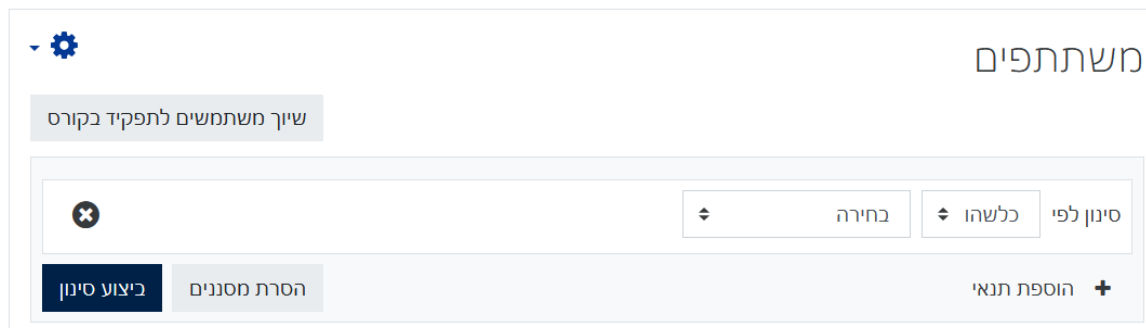 משתתפים
שיוך משתמשים לתפקיד בקורס
סינון לפי כלשהו בחירה
הוספת תנאי
הסרת מסננים ביצוע סינון